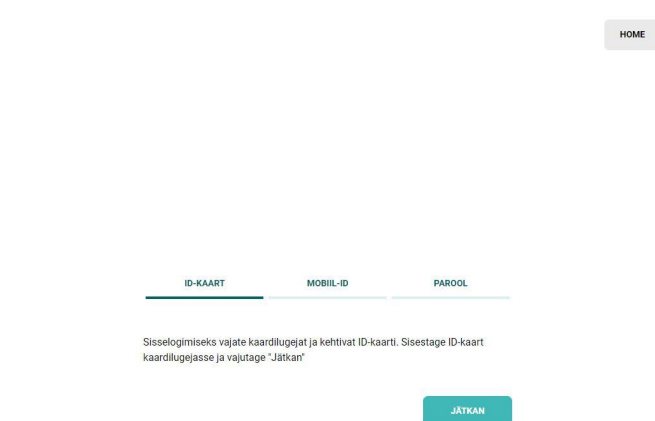 HOME
ID-KAART
MOBIIL-ID
PAROOL
Sisselogimiseks vajate kaardilugejat ja kehtivat ID-kaarti. Sisestage ID-kaart
kaardilugejasse ja vajutage "Jätkan"
JÄTKAN